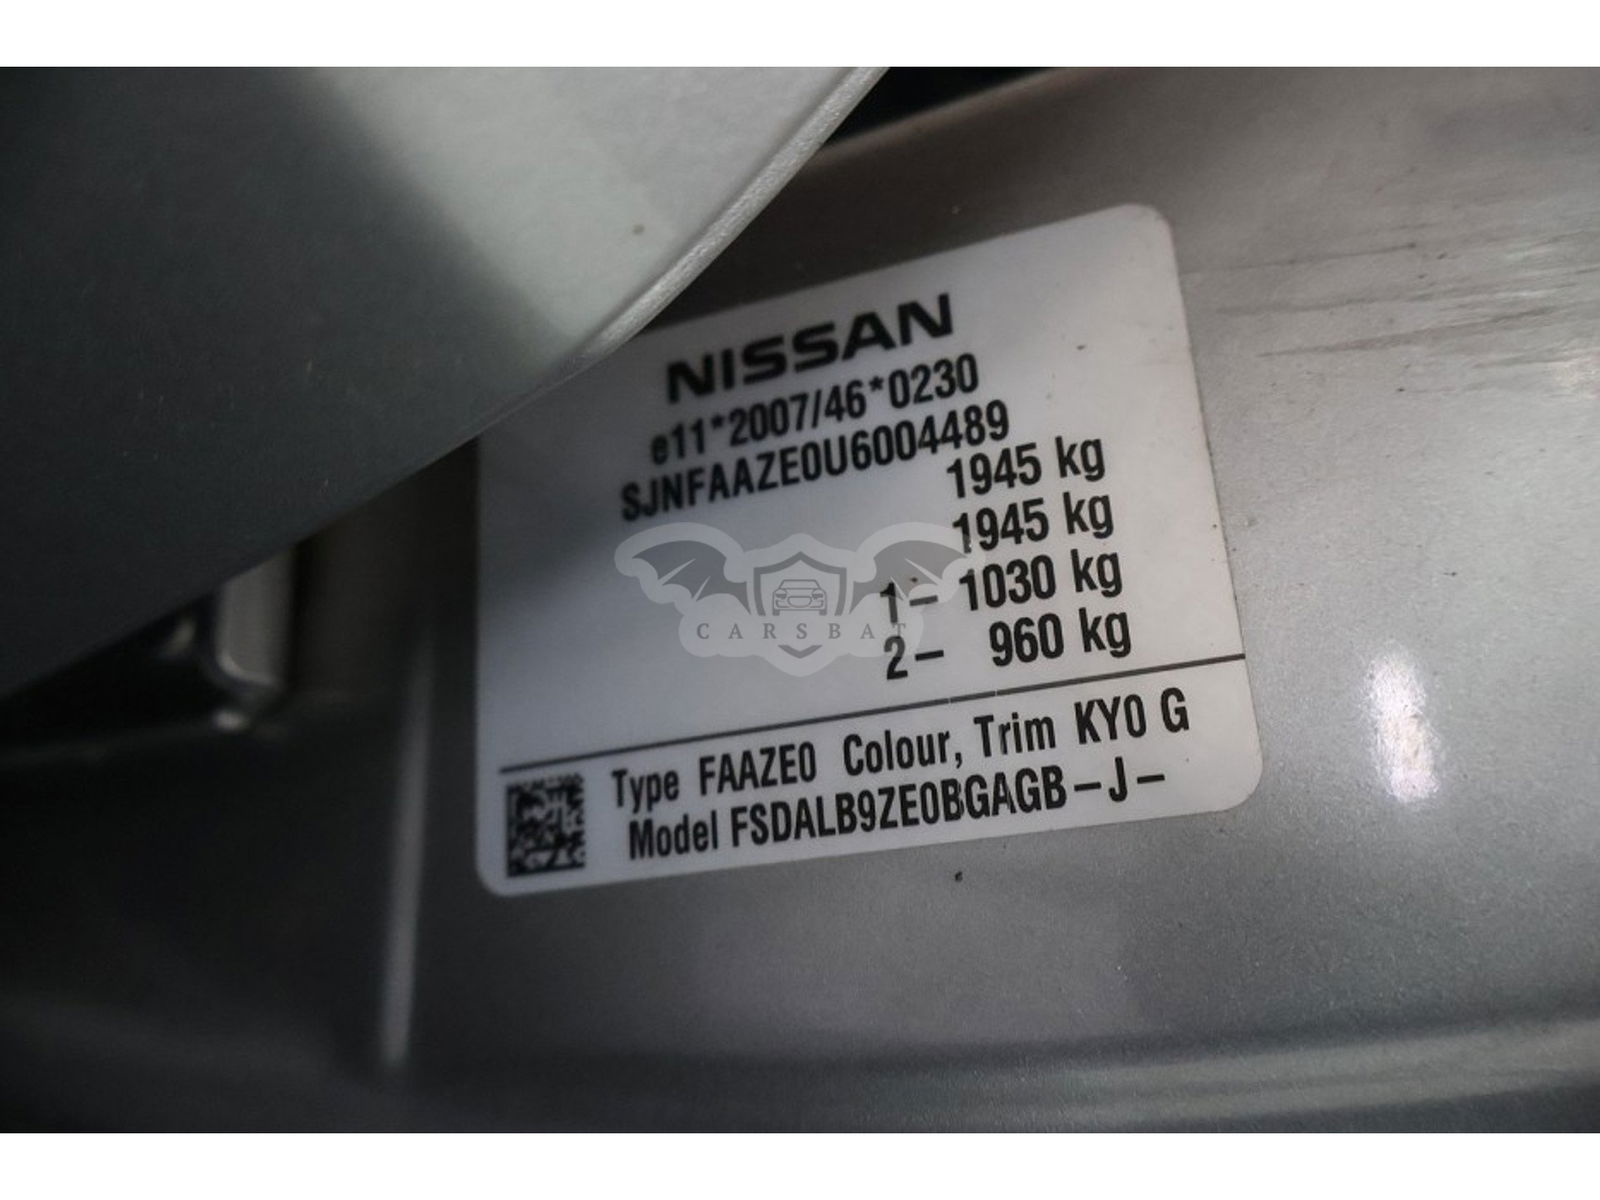 NISSAN
e11*2007/46*0230
SJNFAAZE0U6004489
1945 kg
1945 kg
1- 1030 kg
2- 960 kg
CARSBAT
Type FAAZE0 Colour, Trim KY0 G
Model FSDALB9ZE0BGAGB-J-